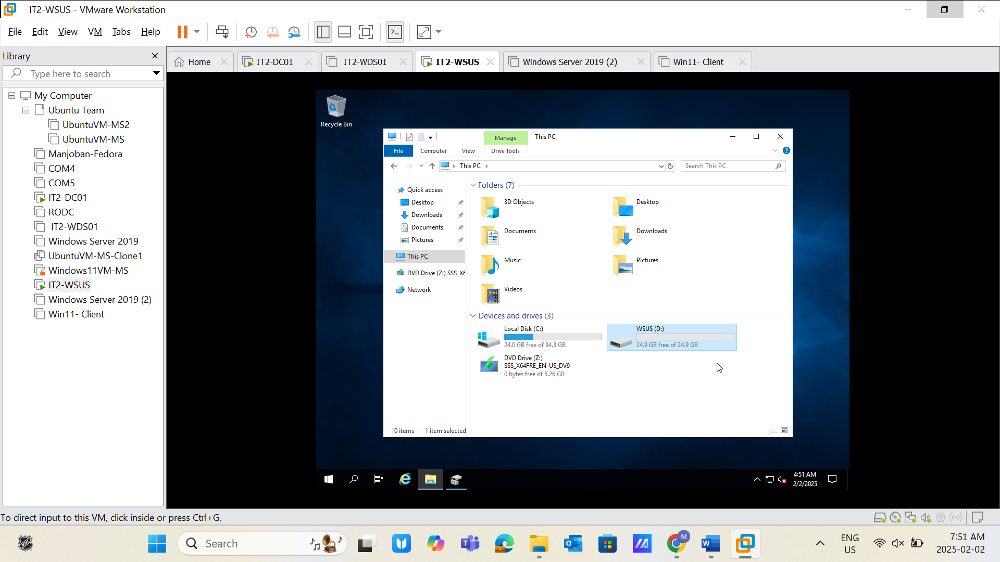 IT2-WSUS - VMware Workstation
File Edit View VM Tabs Help
Library
Type here to search
My Computer
Ubuntu Team
UbuntuVM-MS2
UbuntuVM-MS
Manjoban-Fedora
COM4
COM5
IT2-DC01
RODC
IT2-WDS01
Windows Server 2019
UbuntuVM-MS-Clone1
Windows11VM-MS
IT2-WSUS
Windows Server 2019 (2)
Win11- Client
Home IT2-DC01 IT2-WDS01 IT2-WSUS Windows Server 2019 (2) Win11- Client
Recycle Bin
Manage This PC
File Computer View Drive Tools
This PC
Search This PC
Quick access
Desktop
Downloads
Documents
Pictures
This PC
DVD Drive (Z:) SSS_X6
Network
Folders (7)
3D Objects
Desktop
Documents
Downloads
Music
Pictures
Videos
Devices and drives (3)
Local Disk (C:)
24.0 GB free of 34.3 GB
WSUS (D:)
24.9 GB free of 24.9 GB
DVD Drive (Z:)
SSS_X64FRE_EN-US_DV9
0 bytes free of 5.26 GB
10 items 1 item selected
4:51 AM
2/2/2025
To direct input to this VM, click inside or press Ctrl+G.
NHL
Search
M
ENG
US
7:51 AM
2025-02-02